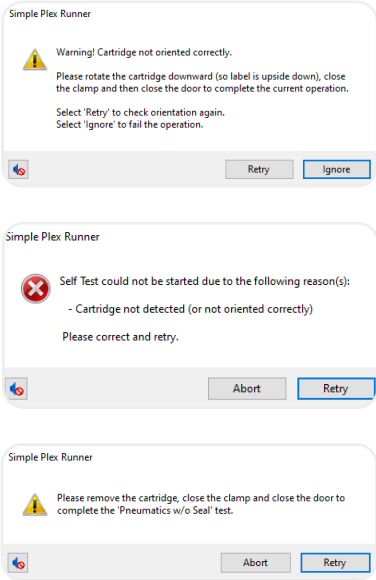 Simple Plex Runner
Warning! Cartridge not oriented correctly.
Please rotate the cartridge downward (so label is upside down), close
the clamp and then close the door to complete the current operation.
Select 'Retry' to check orientation again.
Select 'Ignore' to fail the operation.
Retry Ignore
Simple Plex Runner
Self Test could not be started due to the following reason(s):
- Cartridge not detected (or not oriented correctly)
Please correct and retry.
Abort Retry
Simple Plex Runner
Please remove the cartridge, close the clamp and close the door to
complete the 'Pneumatics w/o Seal' test.
Abort Retry